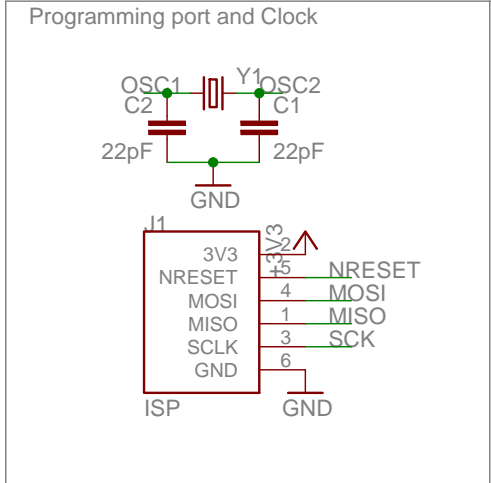 Programming port and Clock
OSC1 Y1 OSC2
C2 C1
22pF 22pF
GND
J1
+3V3
3V3 2
NRESET 5 NRESET
MOSI 4 MOSI
MISO 1 MISO
SCLK 3 SCK
GND 6
ISP GND